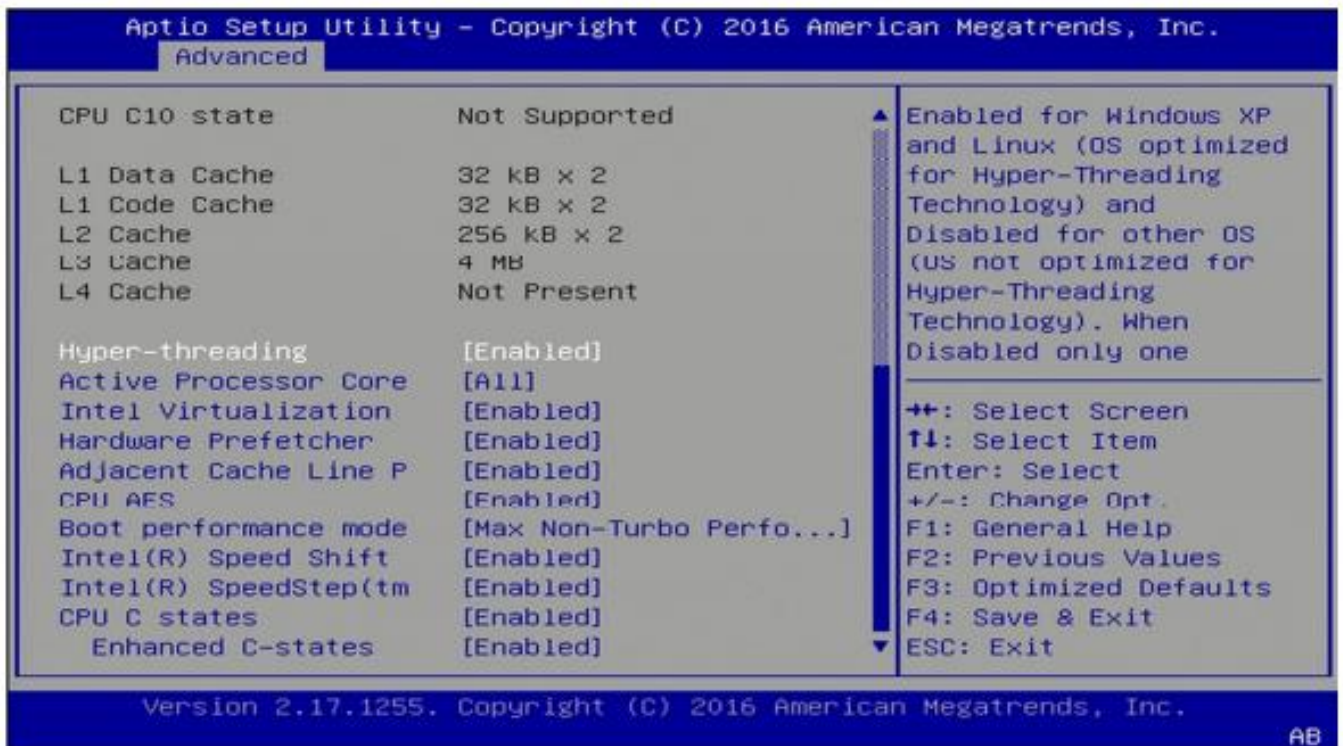 Aptio Setup Utility – Copyright (C) 2016 American Megatrends, Inc.
Advanced
CPU C10 state Not Supported
L1 Data Cache 32 kB x 2
L1 Code Cache 32 kB x 2
L2 Cache 256 kB x 2
L3 Cache 4 MB
L4 Cache Not Present
Hyper-threading [Enabled]
Active Processor Core [All]
Intel Virtualization [Enabled]
Hardware Prefetcher [Enabled]
Adjacent Cache Line P [Enabled]
CPU AES [Enabled]
Boot performance mode [Max Non-Turbo Perfo...]
Intel(R) Speed Shift [Enabled]
Intel(R) SpeedStep(tm [Enabled]
CPU C states [Enabled]
Enhanced C-states [Enabled]
Enabled for Windows XP
and Linux (OS optimized
for Hyper-Threading
Technology) and
Disabled for other OS
(OS not optimized for
Hyper-Threading
Technology). When
Disabled only one
→←: Select Screen
↑↓: Select Item
Enter: Select
+/-: Change Opt.
F1: General Help
F2: Previous Values
F3: Optimized Defaults
F4: Save & Exit
ESC: Exit
Version 2.17.1255. Copyright (C) 2016 American Megatrends, Inc.
AB